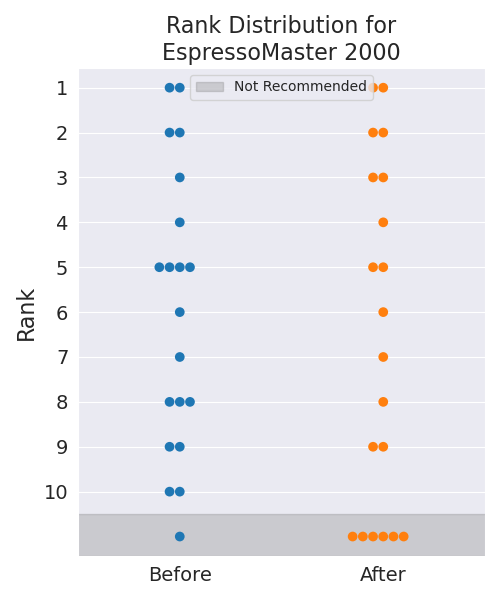 Rank Distribution for
EspressoMaster 2000
Not Recommended
Rank
1
2
3
4
5
6
7
8
9
10
Before
After